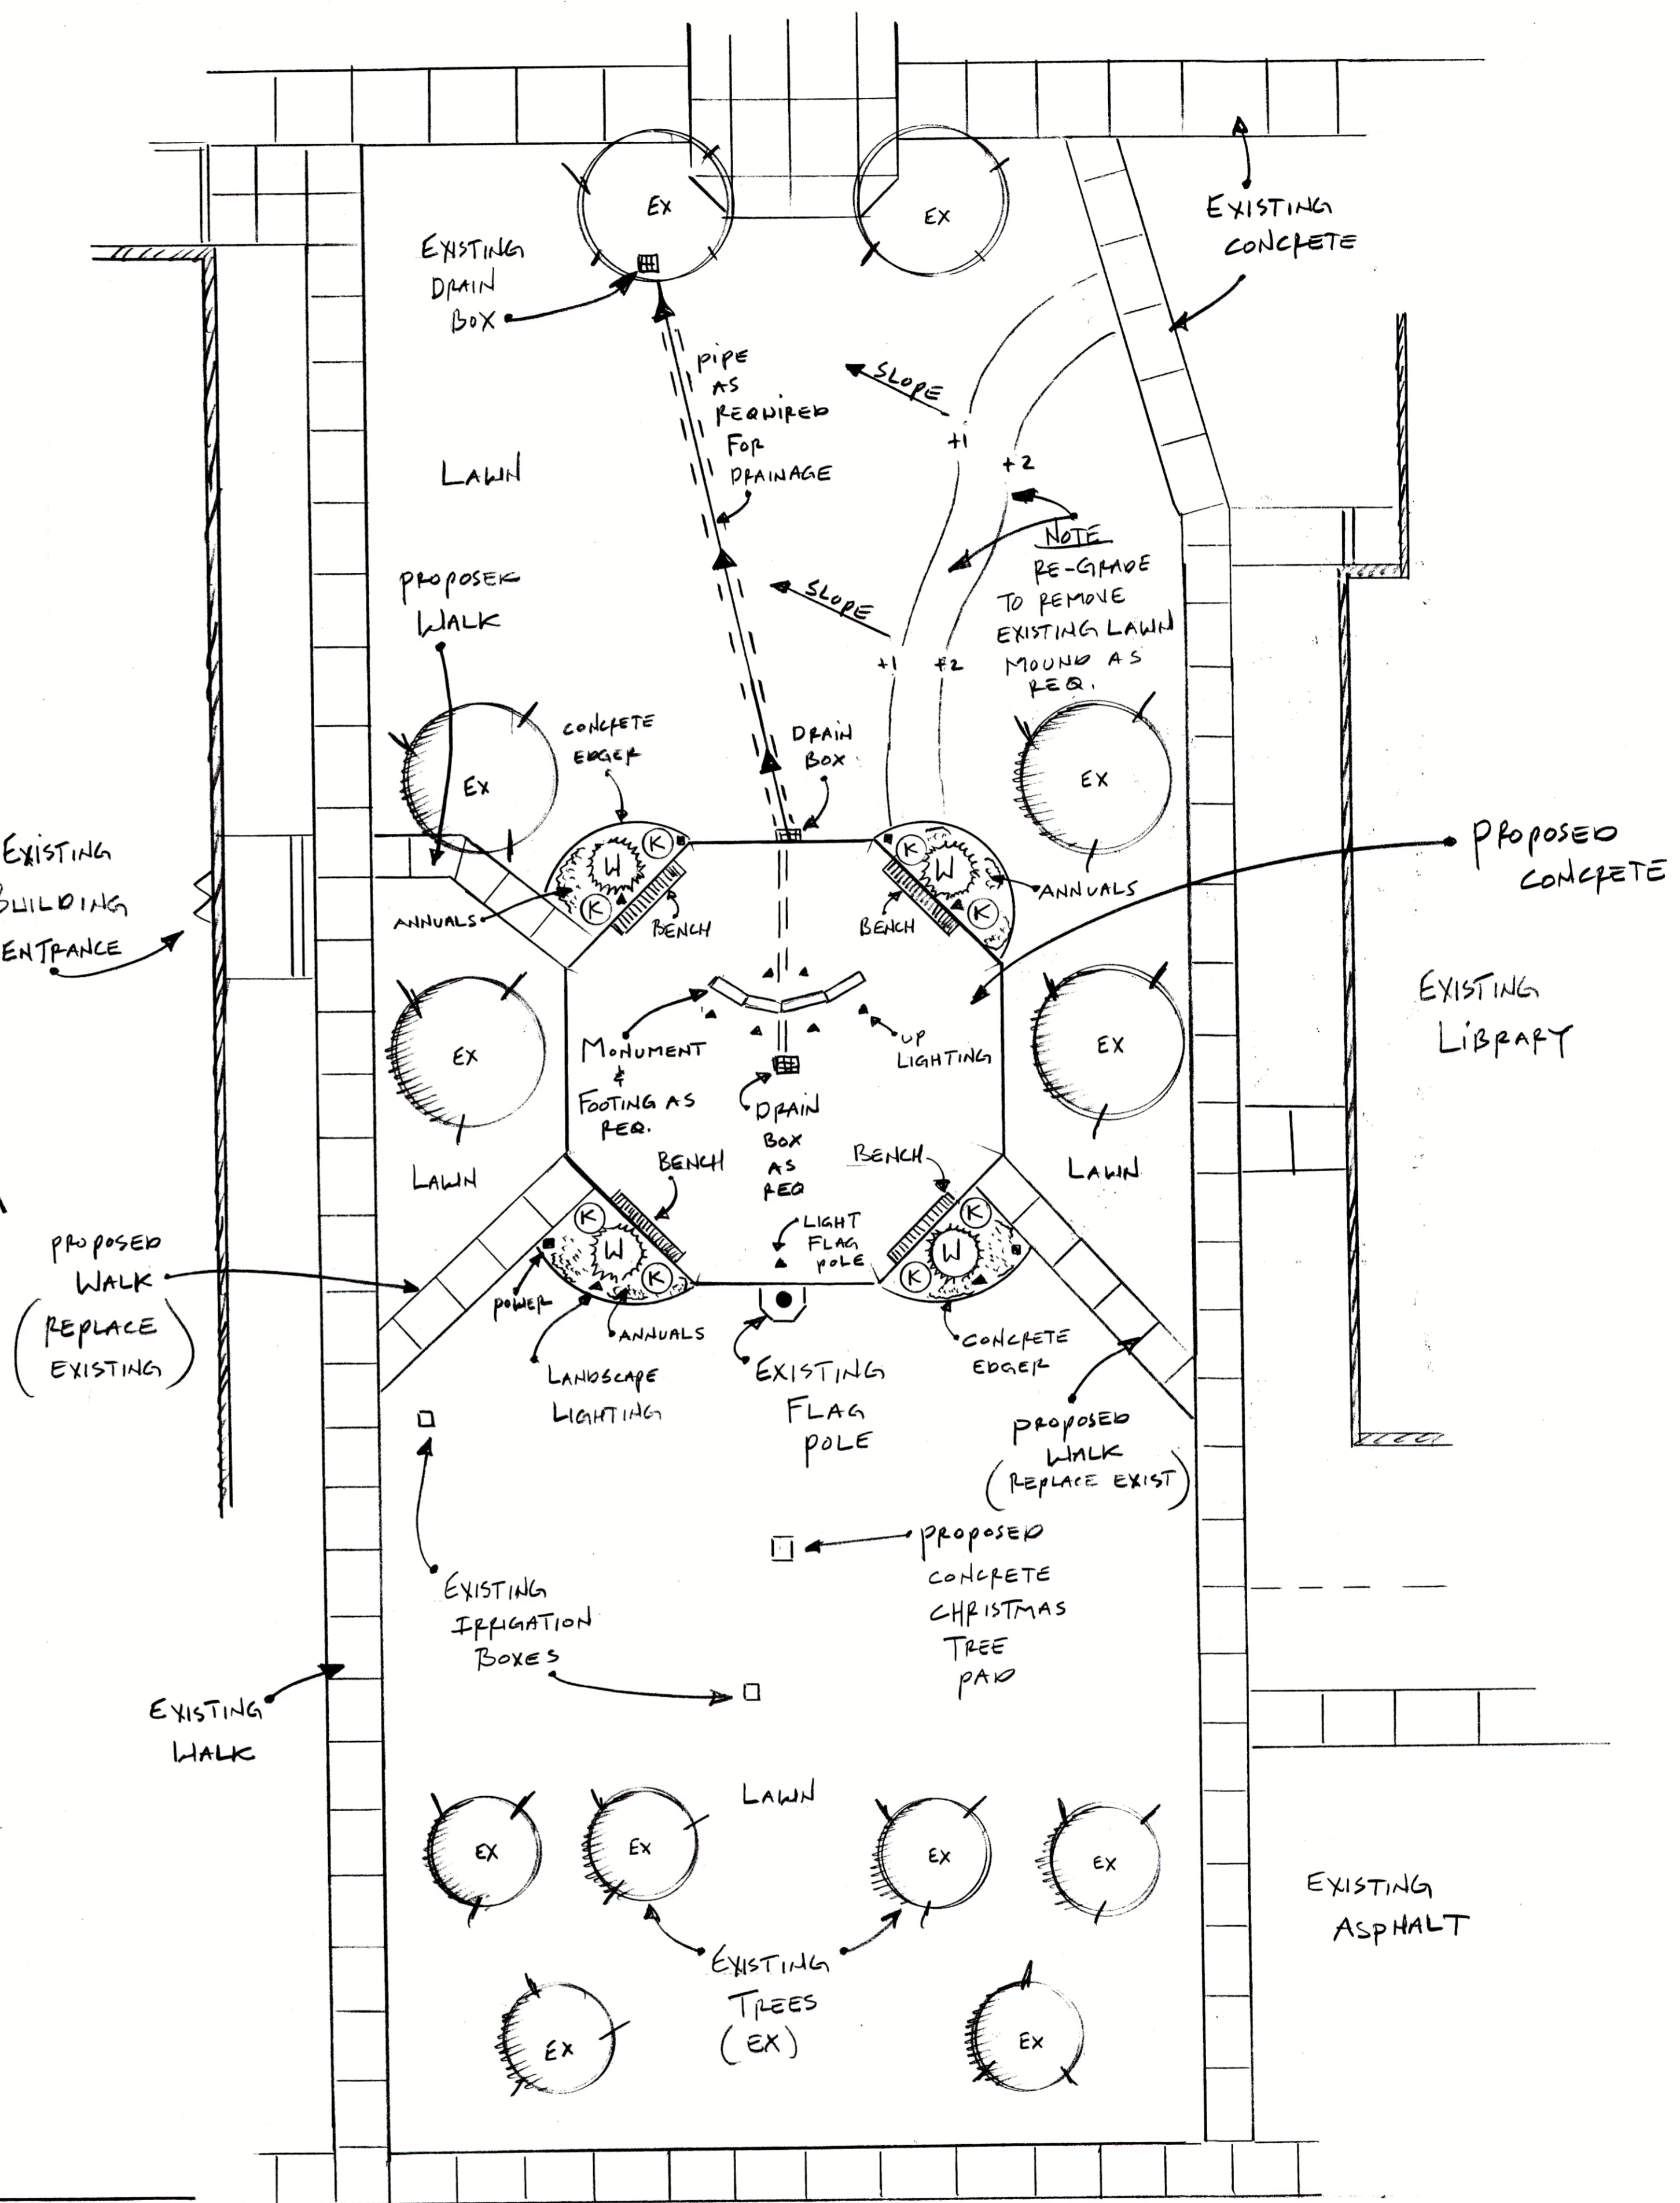 EX
EX
EXISTING
CONCRETE
EXISTING
DRAIN
BOX
PIPE
AS
REQUIRED
FOR
DRAINAGE
SLOPE
+1
+2
LAWN
NOTE
RE-GRADE
TO REMOVE
EXISTING LAWN
MOUND AS
REQ.
PROPOSED
WALK
SLOPE
+1
+2
CONCRETE
EDGER
DRAIN
BOX
EX
EX
PROPOSED
CONCRETE
EXISTING
BUILDING
ENTRANCE
K
W
K
K
W
K
ANNUALS
ANNUALS
BENCH
BENCH
EXISTING
LIBRARY
EX
EX
MONUMENT
&
FOOTING AS
REQ.
UP
LIGHTING
DRAIN
BOX
AS
REQ
BENCH
BENCH
LAWN
LAWN
K
W
K
K
W
K
LIGHT
FLAG
POLE
PROPOSED
WALK
(REPLACE
EXISTING)
POWER
ANNUALS
LANDSCAPE
LIGHTING
EXISTING
FLAG
POLE
CONCRETE
EDGER
PROPOSED
WALK
(REPLACE EXIST)
EXISTING
IRRIGATION
BOXES
PROPOSED
CONCRETE
CHRISTMAS
TREE
PAD
EXISTING
WALK
LAWN
EX
EX
EX
EX
EXISTING
ASPHALT
EXISTING
TREES
(EX)
EX
EX